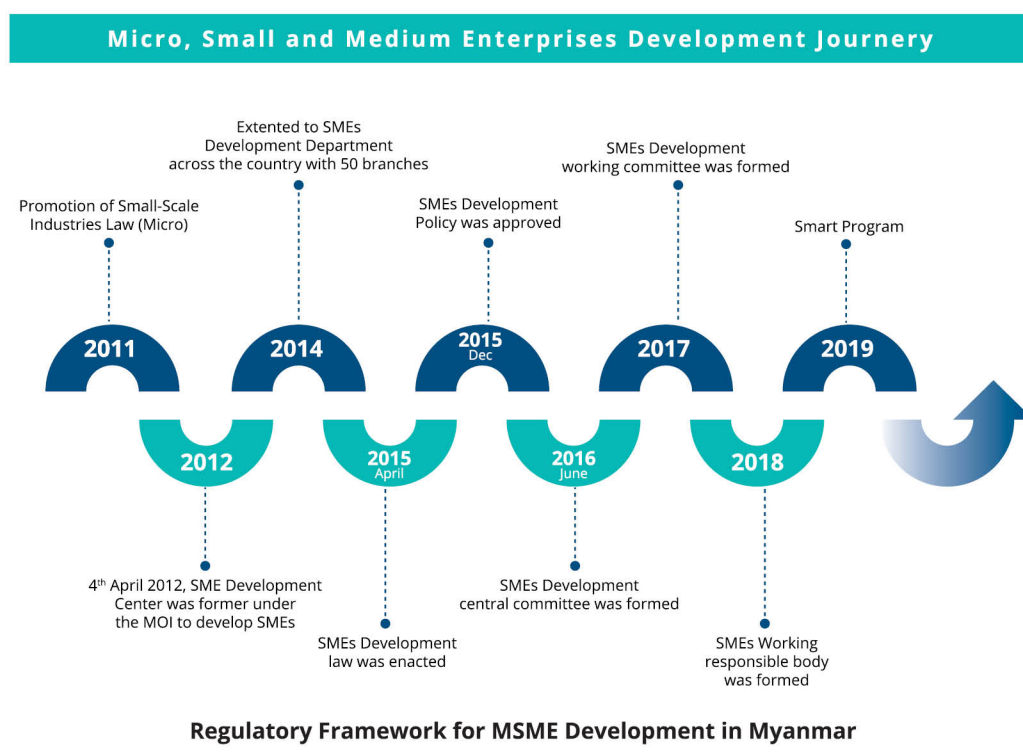 Micro, Small and Medium Enterprises Development Journery
Extented to SMEs
Development Department
across the country with 50 branches
SMEs Development
working committee was formed
Promotion of Small-Scale
Industries Law (Micro)
SMEs Development
Policy was approved
Smart Program
2011
2014
2015
Dec
2017
2019
2012
2015
April
2016
June
2018
4th April 2012, SME Development
Center was former under
the MOI to develop SMEs
SMEs Development
law was enacted
SMEs Development
central committee was formed
SMEs Working
responsible body
was formed
Regulatory Framework for MSME Development in Myanmar